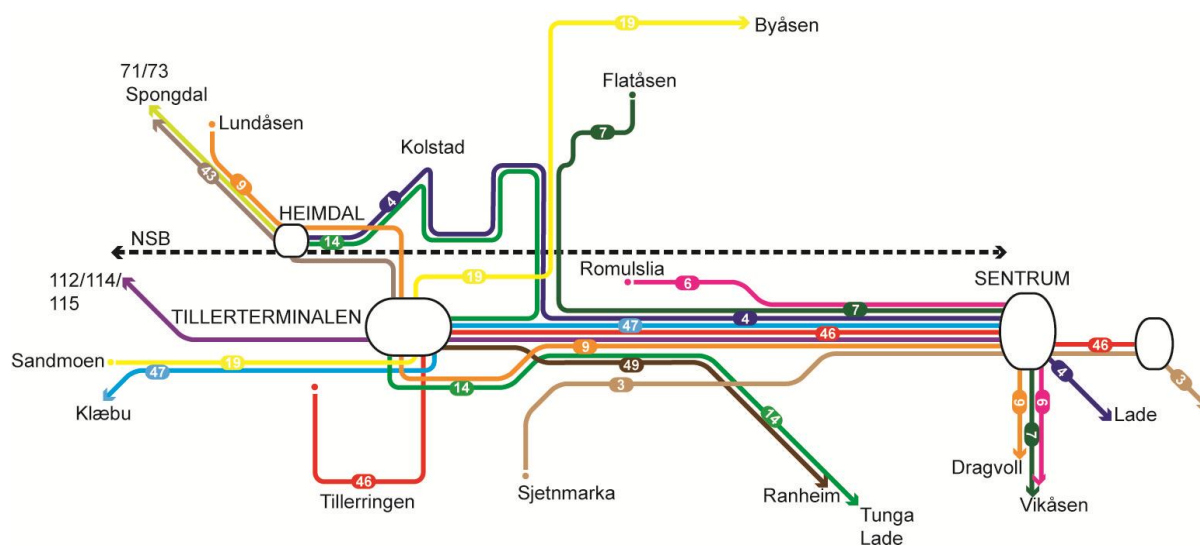 19
Byåsen
71/73
Spongdal
Flatåsen
Lundåsen
7
Kolstad
43
9
4
HEIMDAL
14
NSB
19
Romulslia
6
SENTRUM
112/114/
115
TILLERTERMINALEN
7
47
4
46
46
9
Sandmoen
19
47
49
3
3
14
4
Klæbu
46
14
9
7
6
Lade
Tillerringen
Sjetnmarka
Ranheim
Dragvoll
Vikåsen
Tunga
Lade